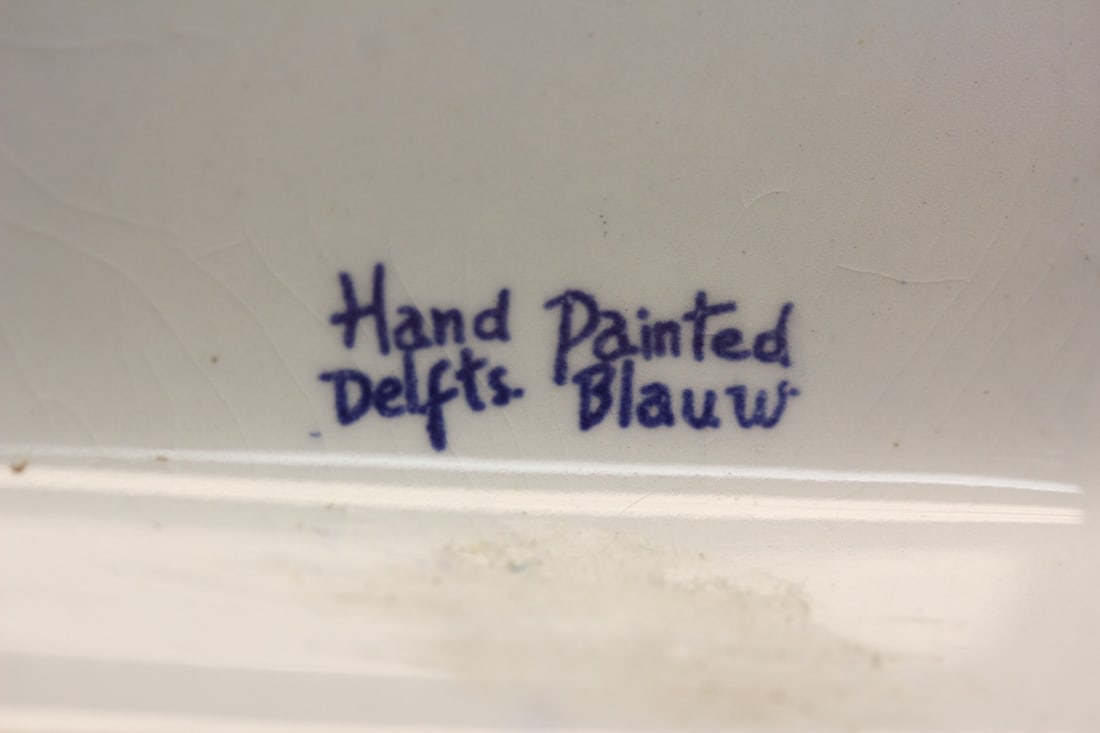 Hand Painted
Delfts. Blauw